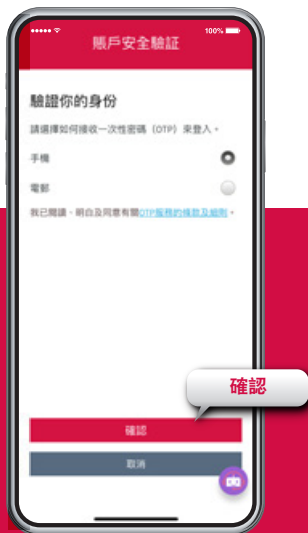 100%
賬戶安全驗証
驗證你的身份
請選擇如何接收一次性密碼（OTP）來登入。
手機
電郵
我已閱讀、明白及同意有關OTP服務的條款及細則。
確認
確認
取消